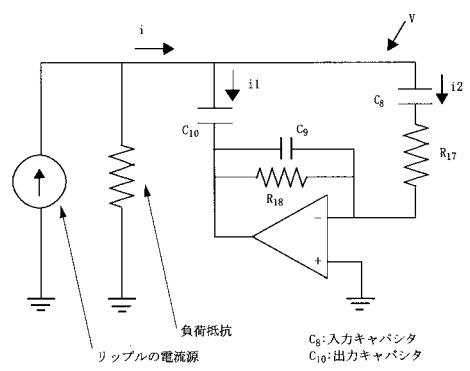 i
V
i1
i2
C8
C10
C9
R17
R18
−
+
負荷抵抗
リップルの電流源
C8:入力キャパシタ
C10:出力キャパシタ